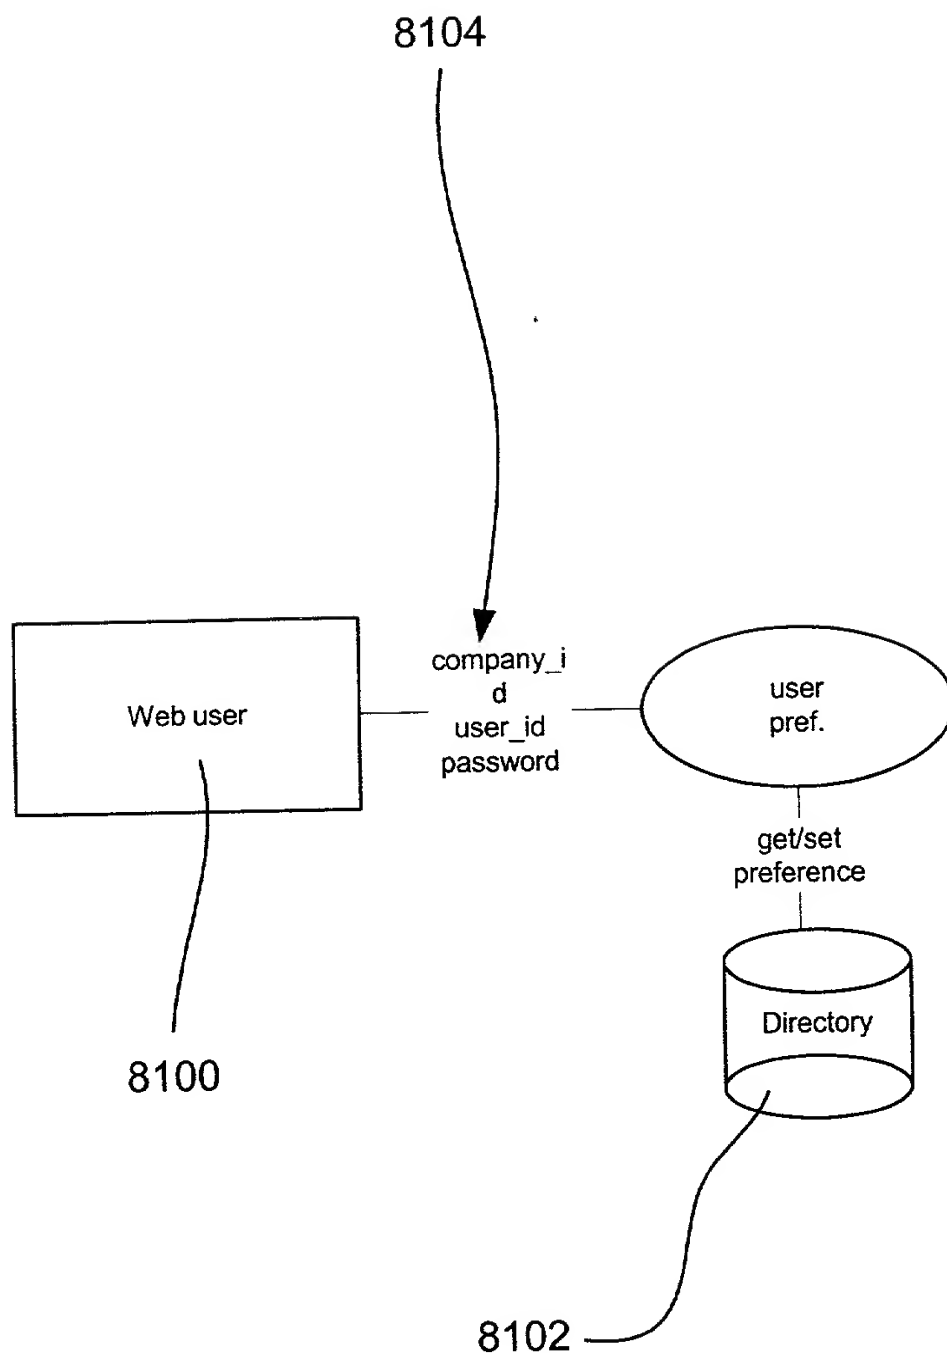 8104
company_i
d
user_id
password
Web user
user
pref.
get/set
preference
Directory
8100
8102